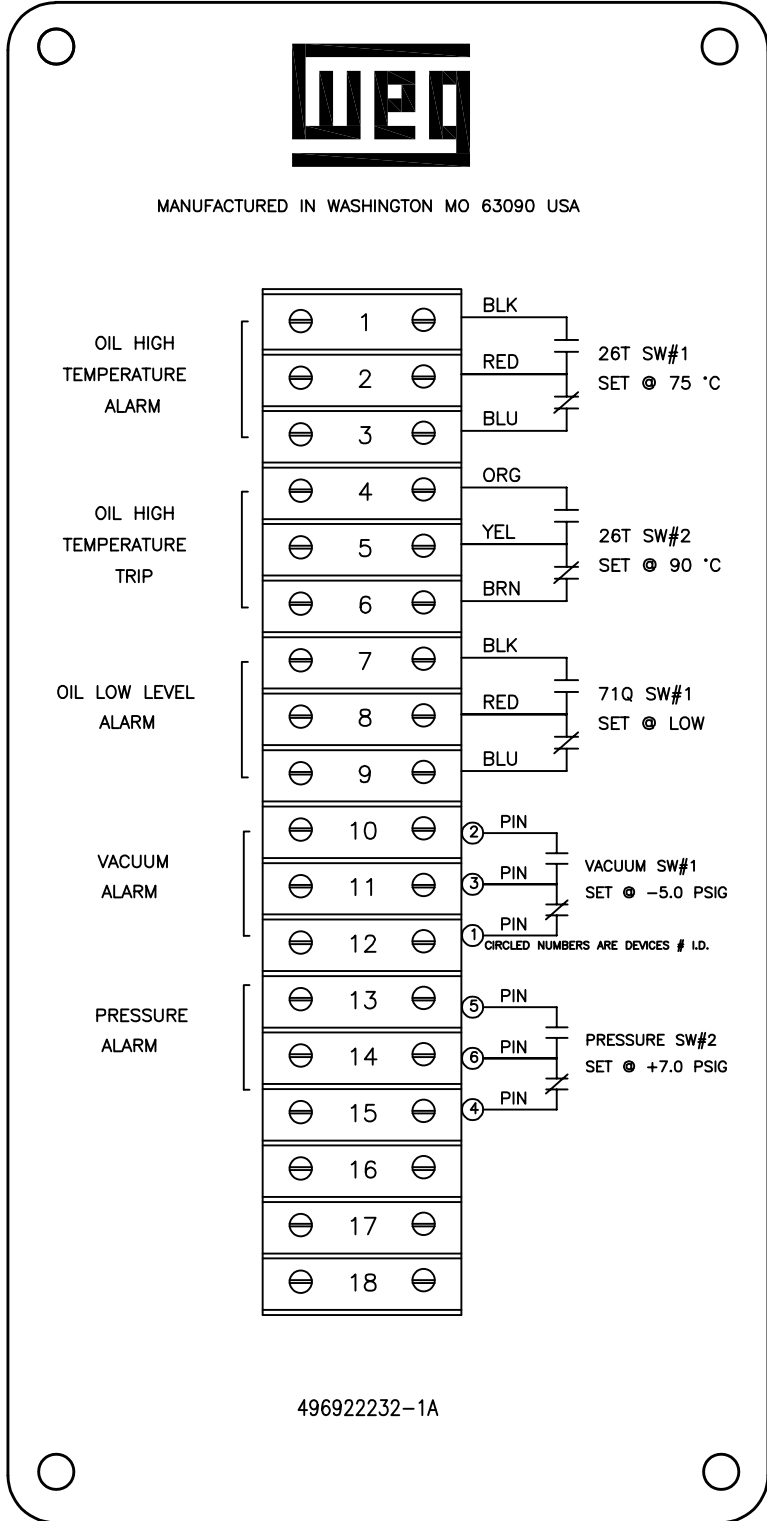 weg
MANUFACTURED IN WASHINGTON MO 63090 USA
OIL HIGH
TEMPERATURE
ALARM
1
2
3
BLK
RED
BLU
26T SW#1
SET @ 75 °C
OIL HIGH
TEMPERATURE
TRIP
4
5
6
ORG
YEL
BRN
26T SW#2
SET @ 90 °C
OIL LOW LEVEL
ALARM
7
8
9
BLK
RED
BLU
71Q SW#1
SET @ LOW
VACUUM
ALARM
10
11
12
2 PIN
3 PIN
1 PIN
VACUUM SW#1
SET @ -5.0 PSIG
CIRCLED NUMBERS ARE DEVICES # I.D.
PRESSURE
ALARM
13
14
15
5 PIN
6 PIN
4 PIN
PRESSURE SW#2
SET @ +7.0 PSIG
16
17
18
496922232-1A